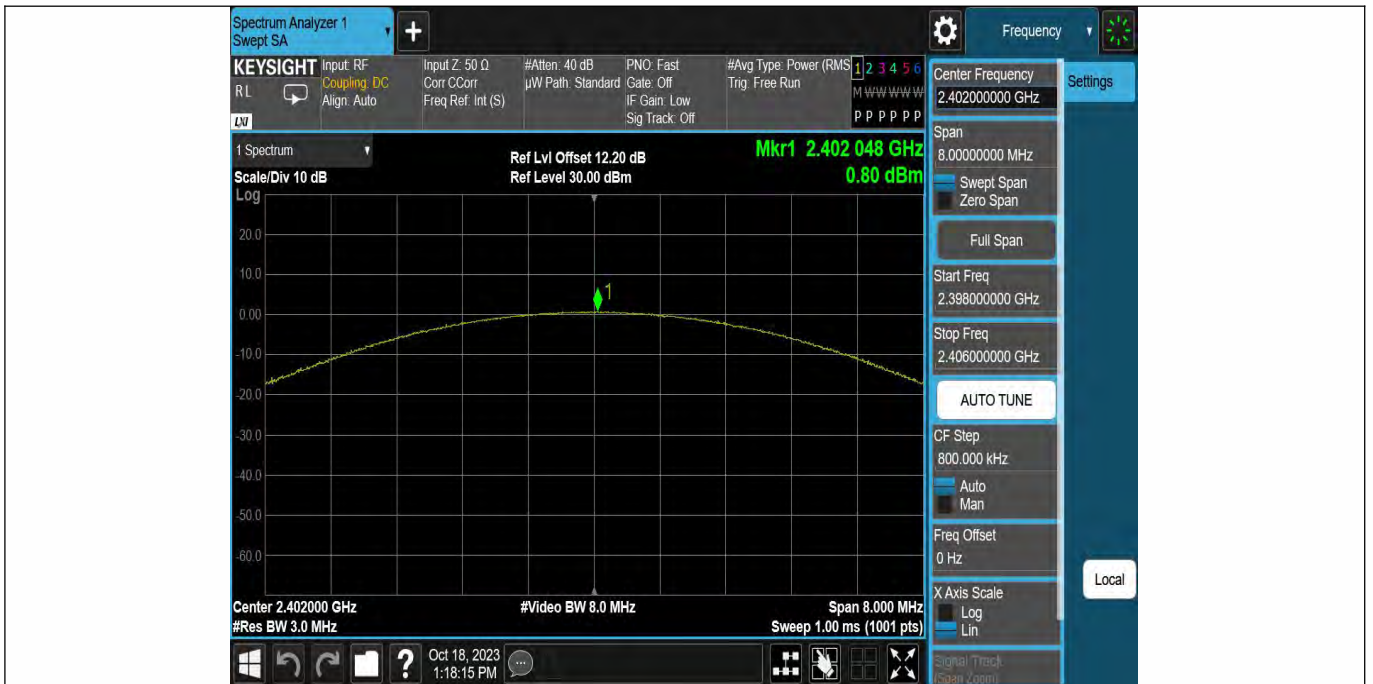 Spectrum Analyzer 1
Swept SA
+
Frequency
KEYSIGHT
RL
LXI
Input: RF
Coupling: DC
Align: Auto
Input Z: 50 Ω
Corr CCorr
Freq Ref: Int (S)
#Atten: 40 dB
µW Path: Standard
PNO: Fast
Gate: Off
IF Gain: Low
Sig Track: Off
#Avg Type: Power (RMS
Trig: Free Run
1 2 3 4 5 6
M W W W W W
P P P P P P
1 Spectrum
Scale/Div 10 dB
Ref Lvl Offset 12.20 dB
Ref Level 30.00 dBm
Mkr1 2.402 048 GHz
0.80 dBm
Log
20.0
10.0
0.00
-10.0
-20.0
-30.0
-40.0
-50.0
-60.0
1
Center 2.402000 GHz
#Res BW 3.0 MHz
#Video BW 8.0 MHz
Span 8.000 MHz
Sweep 1.00 ms (1001 pts)
Center Frequency
2.402000000 GHz
Settings
Span
8.00000000 MHz
Swept Span
Zero Span
Full Span
Start Freq
2.398000000 GHz
Stop Freq
2.406000000 GHz
AUTO TUNE
CF Step
800.000 kHz
Auto
Man
Freq Offset
0 Hz
X Axis Scale
Log
Lin
Signal Track
(Span Zoom)
Local
?
Oct 18, 2023
1:18:15 PM